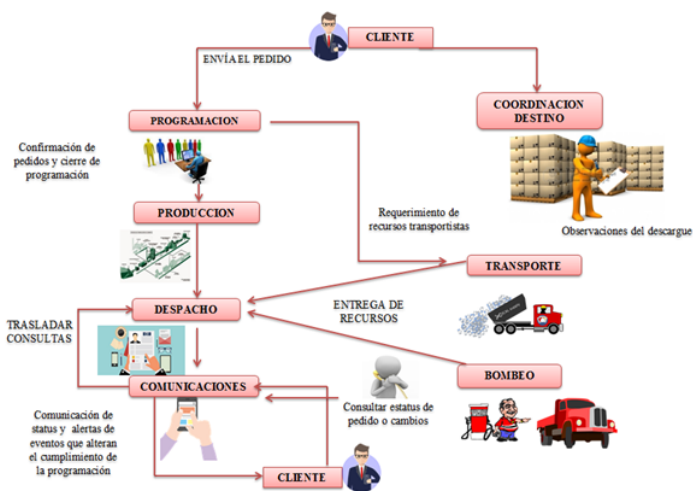 CLIENTE
ENVÍA EL PEDIDO
PROGRAMACION
COORDINACION
DESTINO
Confirmación de
pedidos y cierre de
programación
PRODUCCION
Requerimiento de
recursos transportistas
Observaciones del descargue
TRANSPORTE
DESPACHO
ENTREGA DE
RECURSOS
TRASLADAR
CONSULTAS
BOMBEO
COMUNICACIONES
Consultar estatus de
pedido o cambios
Comunicación de
status y alertas de
eventos que alteran
el cumplimiento de
la programación
CLIENTE